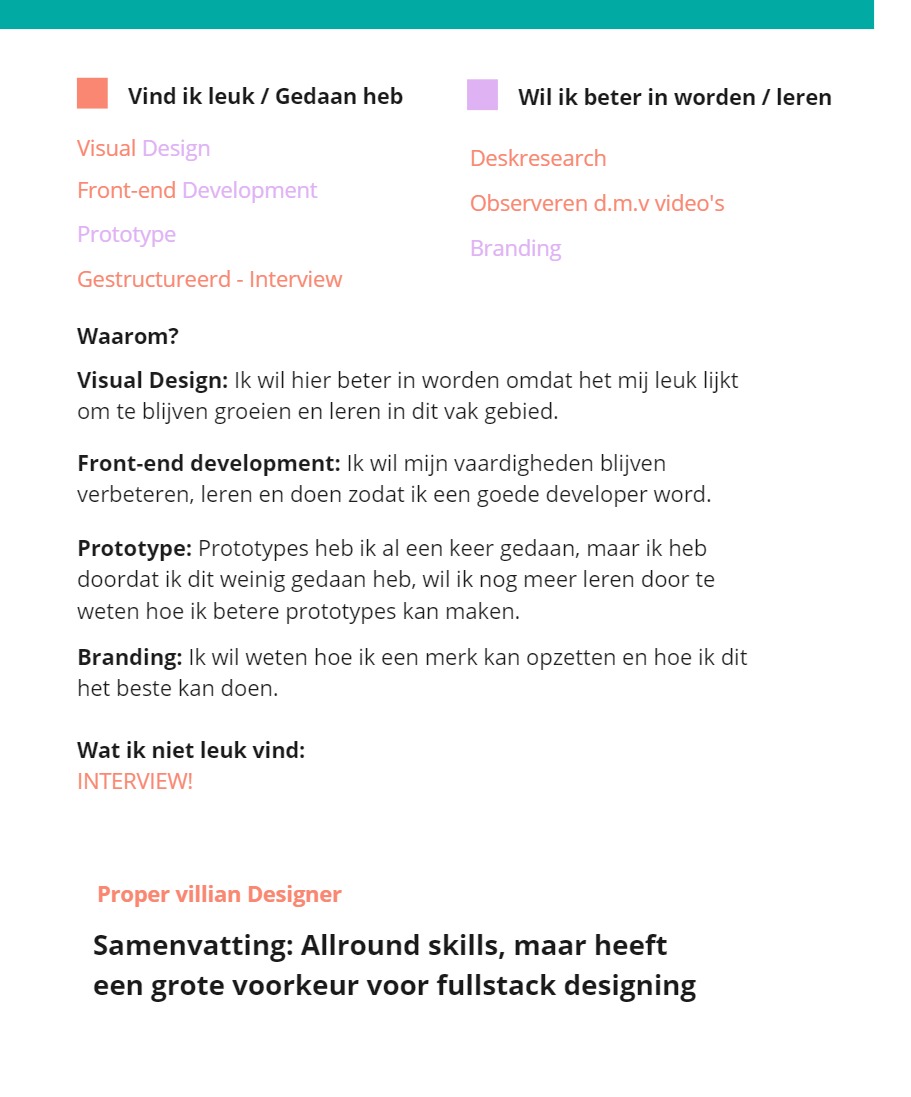 Vind ik leuk / Gedaan heb
Wil ik beter in worden / leren
Visual Design
Front-end Development
Prototype
Gestructureerd - Interview
Deskresearch
Observeren d.m.v video's
Branding
Waarom?
Visual Design: Ik wil hier beter in worden omdat het mij leuk lijkt
om te blijven groeien en leren in dit vak gebied.
Front-end development: Ik wil mijn vaardigheden blijven
verbeteren, leren en doen zodat ik een goede developer word.
Prototype: Prototypes heb ik al een keer gedaan, maar ik heb
doordat ik dit weinig gedaan heb, wil ik nog meer leren door te
weten hoe ik betere prototypes kan maken.
Branding: Ik wil weten hoe ik een merk kan opzetten en hoe ik dit
het beste kan doen.
Wat ik niet leuk vind:
INTERVIEW!
Proper villian Designer
Samenvatting: Allround skills, maar heeft
een grote voorkeur voor fullstack designing